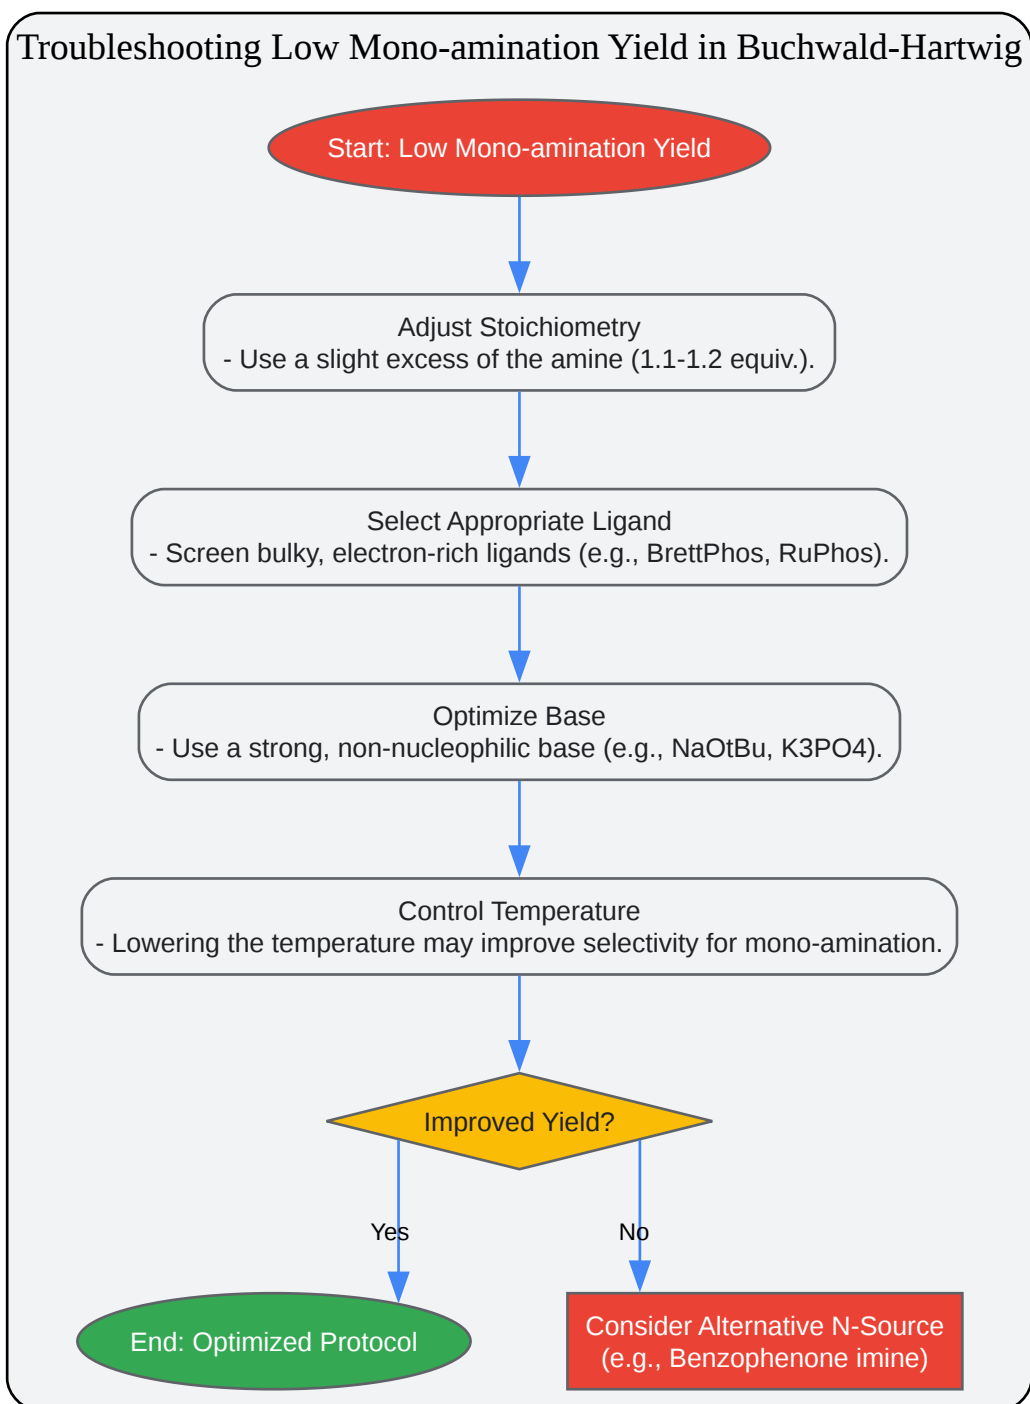 Troubleshooting Low Mono-amination Yield in Buchwald-Hartwig
Start: Low Mono-amination Yield
Adjust Stoichiometry
- Use a slight excess of the amine (1.1-1.2 equiv.).
Select Appropriate Ligand
- Screen bulky, electron-rich ligands (e.g., BrettPhos, RuPhos).
Optimize Base
- Use a strong, non-nucleophilic base (e.g., NaOtBu, K3PO4).
Control Temperature
- Lowering the temperature may improve selectivity for mono-amination.
Improved Yield?
Yes
No
End: Optimized Protocol
Consider Alternative N-Source
(e.g., Benzophenone imine)